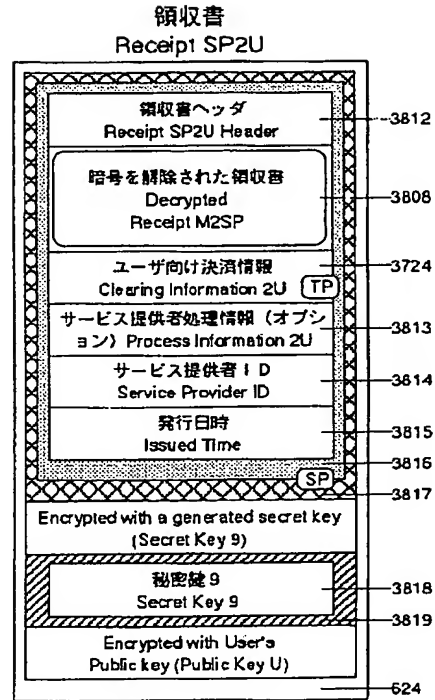 領収書
Receipt SP2U
領収書ヘッダ
Receipt SP2U Header
3812
暗号を解除された領収書
Decrypted
Receipt M2SP
3808
ユーザ向け決済情報
Clearing Information 2U
TP
3724
サービス提供者処理情報（オプシ
ョン）Process Information 2U
3813
サービス提供者ID
Service Provider ID
3814
発行日時
Issued Time
3815
3816
SP
3817
Encrypted with a generated secret key
(Secret Key 9)
秘密鍵9
Secret Key 9
3818
3819
Encrypted with User's
Public key (Public Key U)
624